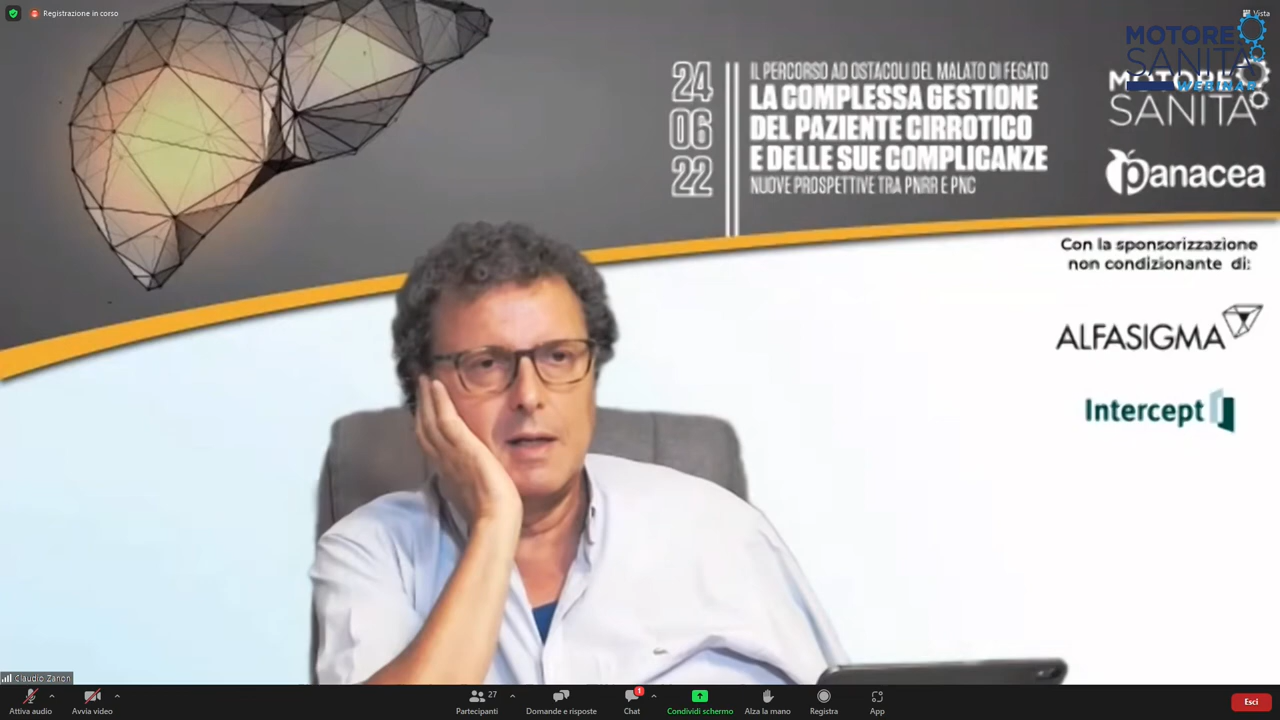 Registrazione in corso
Vista
MOTORE
SANITA
WEBINAR
24
06
22
IL PERCORSO AD OSTACOLI DEL MALATO DI FEGATO
LA COMPLESSA GESTIONE
DEL PAZIENTE CIRROTICO
E DELLE SUE COMPLICANZE
NUOVE PROSPETTIVE TRA PNRR E PNC
MOTORE
SANITA
panacea
Con la sponsorizzazione
non condizionante di:
ALFASIGMA
Intercept
Claudio Zanon
Attiva audio
Avvia video
27
Partecipanti
Domande e risposte
1
Chat
Condividi schermo
Alza la mano
Registra
App
Esci